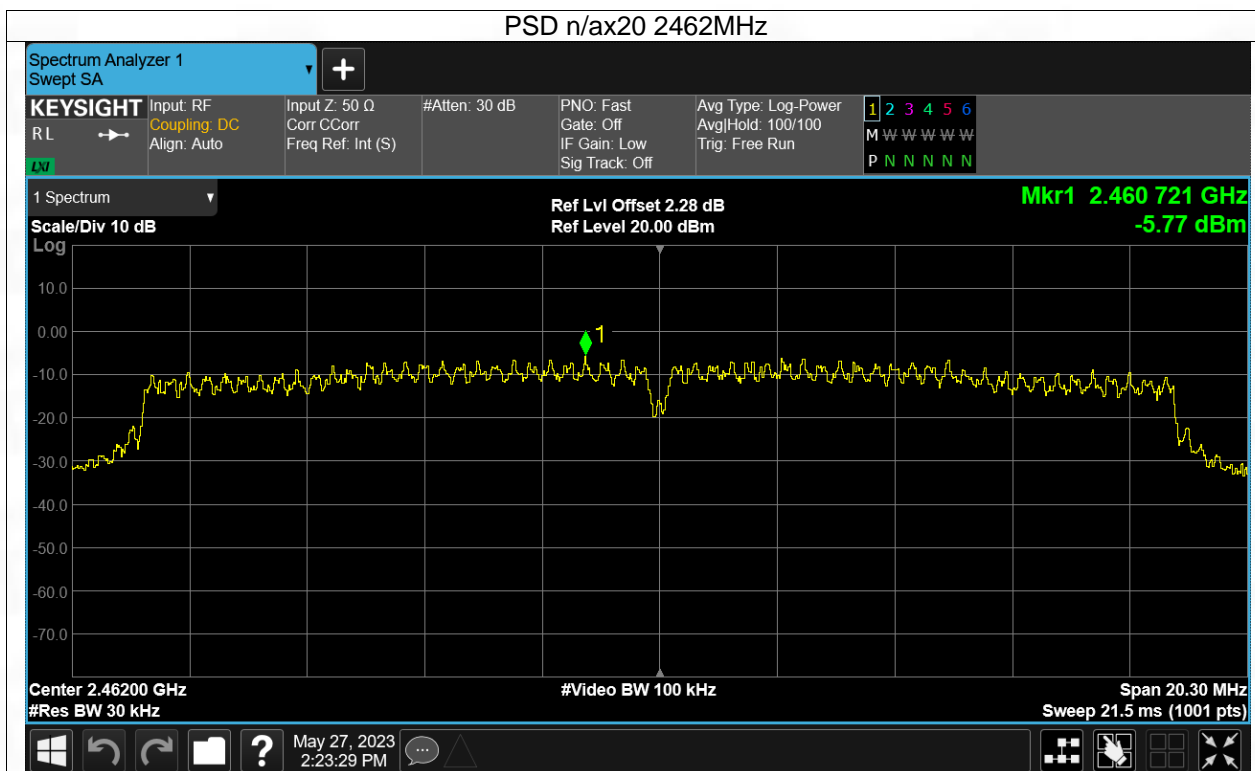 PSD n/ax20 2462MHz
Spectrum Analyzer 1
Swept SA
KEYSIGHT
RL
LXI
Input: RF
Coupling: DC
Align: Auto
Input Z: 50 Ω
Corr CCorr
Freq Ref: Int (S)
#Atten: 30 dB
PNO: Fast
Gate: Off
IF Gain: Low
Sig Track: Off
Avg Type: Log-Power
Avg|Hold: 100/100
Trig: Free Run
1 2 3 4 5 6
M W W W W W
P N N N N N
1 Spectrum
Scale/Div 10 dB
Ref Lvl Offset 2.28 dB
Ref Level 20.00 dBm
Mkr1 2.460 721 GHz
-5.77 dBm
Log
10.0
0.00
-10.0
-20.0
-30.0
-40.0
-50.0
-60.0
-70.0
1
Center 2.46200 GHz
#Res BW 30 kHz
#Video BW 100 kHz
Span 20.30 MHz
Sweep 21.5 ms (1001 pts)
?
May 27, 2023
2:23:29 PM